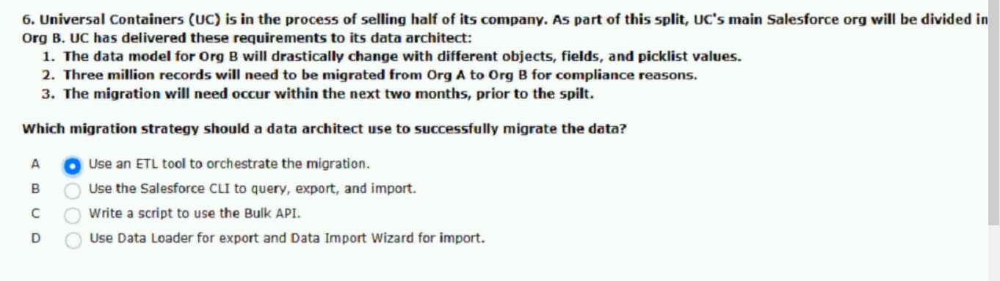 6. Universal Containers (UC) is in the process of selling half of its company. As part of this split, UC's main Salesforce org will be divided in
Org B. UC has delivered these requirements to its data architect:
1. The data model for Org B will drastically change with different objects, fields, and picklist values.
2. Three million records will need to be migrated from Org A to Org B for compliance reasons.
3. The migration will need occur within the next two months, prior to the spilt.
Which migration strategy should a data architect use to successfully migrate the data?
A Use an ETL tool to orchestrate the migration.
B Use the Salesforce CLI to query, export, and import.
C Write a script to use the Bulk API.
D Use Data Loader for export and Data Import Wizard for import.